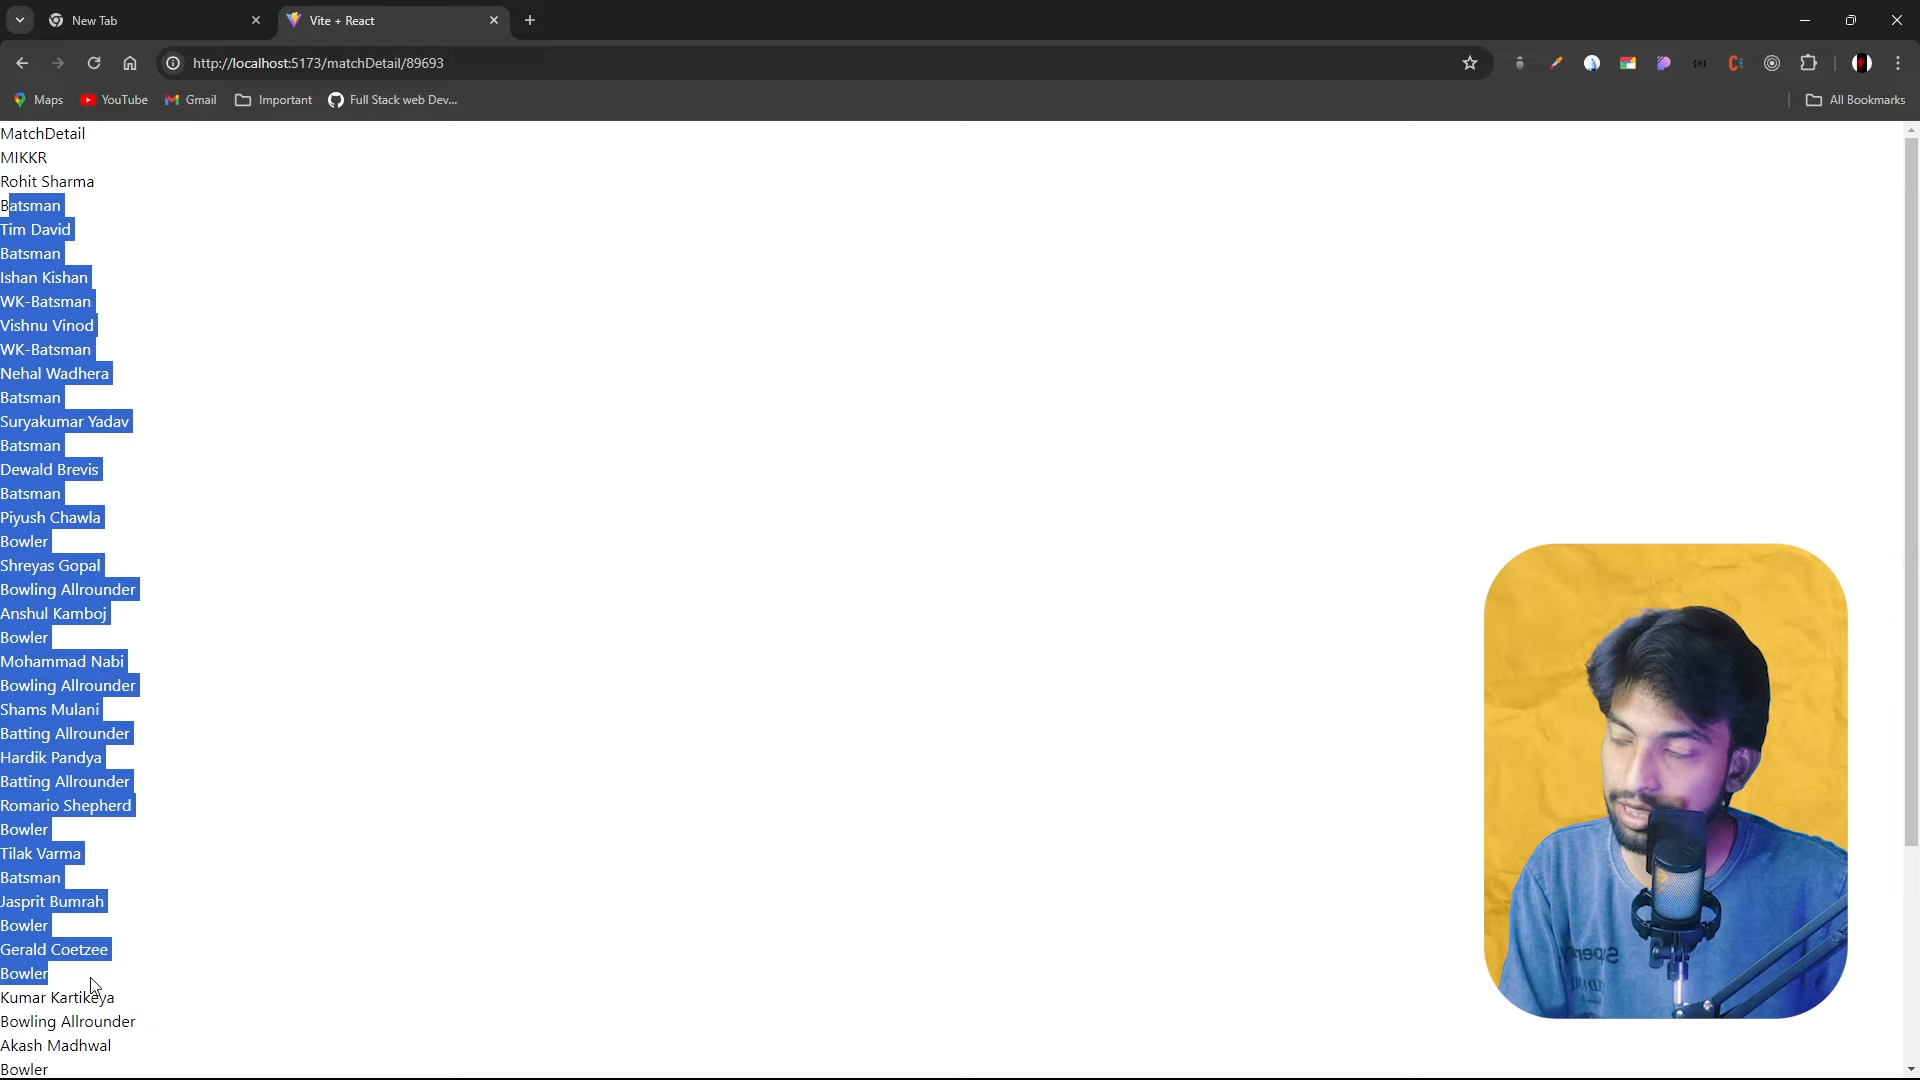 New Tab
Vite + React
http://localhost:5173/matchDetail/89693
Maps
YouTube
Gmail
Important
Full Stack web Dev...
All Bookmarks
MatchDetail
MIKKR
Rohit Sharma
Batsman
Tim David
Batsman
Ishan Kishan
WK-Batsman
Vishnu Vinod
WK-Batsman
Nehal Wadhera
Batsman
Suryakumar Yadav
Batsman
Dewald Brevis
Batsman
Piyush Chawla
Bowler
Shreyas Gopal
Bowling Allrounder
Anshul Kamboj
Bowler
Mohammad Nabi
Bowling Allrounder
Shams Mulani
Batting Allrounder
Hardik Pandya
Batting Allrounder
Romario Shepherd
Bowler
Tilak Varma
Batsman
Jasprit Bumrah
Bowler
Gerald Coetzee
Bowler
Kumar Kartikeya
Bowling Allrounder
Akash Madhwal
Bowler